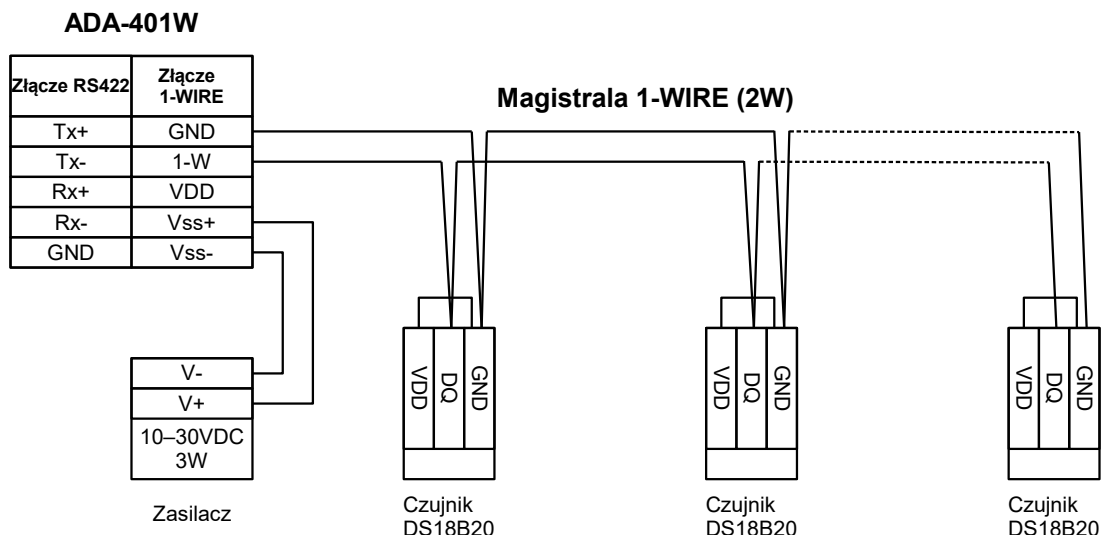 ADA-401W
Złącze RS422
Złącze
1-WIRE
Tx+ GND
Tx- 1-W
Rx+ VDD
Rx- Vss+
GND Vss-
Magistrala 1-WIRE (2W)
V-
V+
10–30VDC
3W
Zasilacz
VDD
DQ
GND
Czujnik
DS18B20
VDD
DQ
GND
Czujnik
DS18B20
VDD
DQ
GND
Czujnik
DS18B20